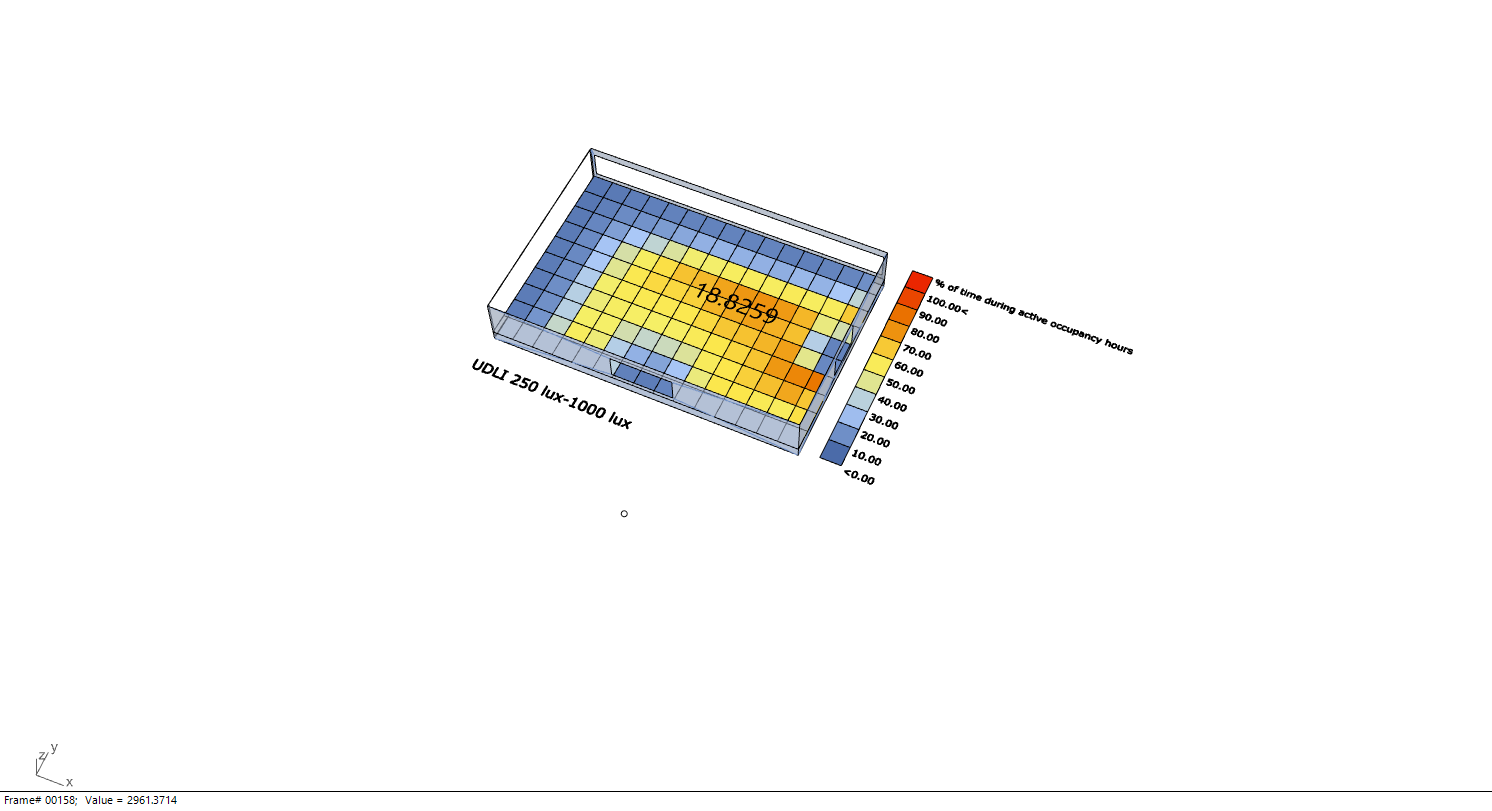 18.8259
% of time during active occupancy hours
100.00<
90.00
80.00
70.00
60.00
50.00
40.00
30.00
20.00
10.00
<0.00
UDLI 250 lux-1000 lux
z y
x
Frame# 00158; Value = 2961.3714